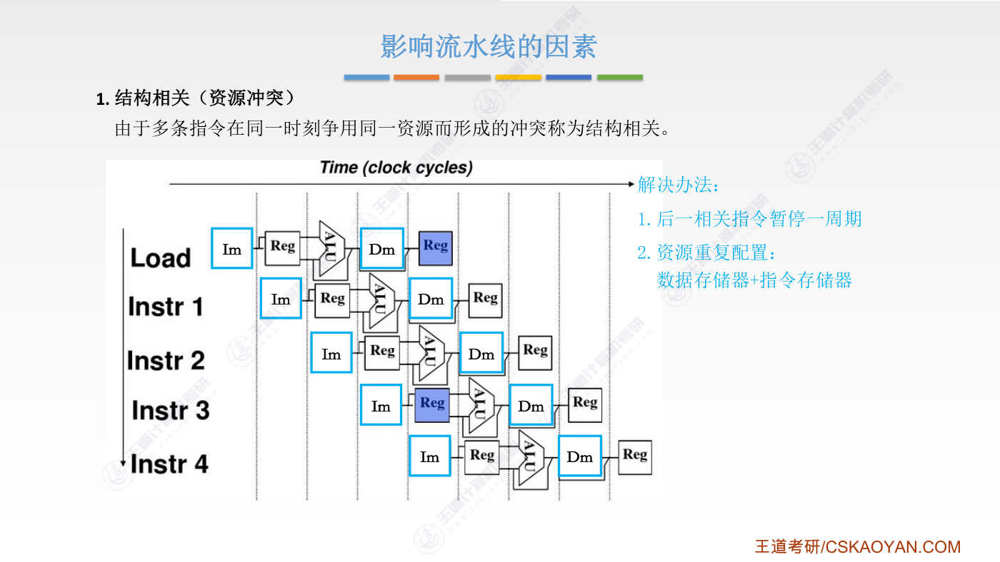 影响流水线的因素
1. 结构相关（资源冲突）
由于多条指令在同一时刻争用同一资源而形成的冲突称为结构相关。
Time (clock cycles)
解决办法：
1. 后一相关指令暂停一周期
2. 资源重复配置：
数据存储器+指令存储器
Load Im Reg ALU Dm Reg
Instr 1 Im Reg ALU Dm Reg
Instr 2 Im Reg ALU Dm Reg
Instr 3 Im Reg ALU Dm Reg
Instr 4 Im Reg ALU Dm Reg
王道考研/CSKAOYAN.COM